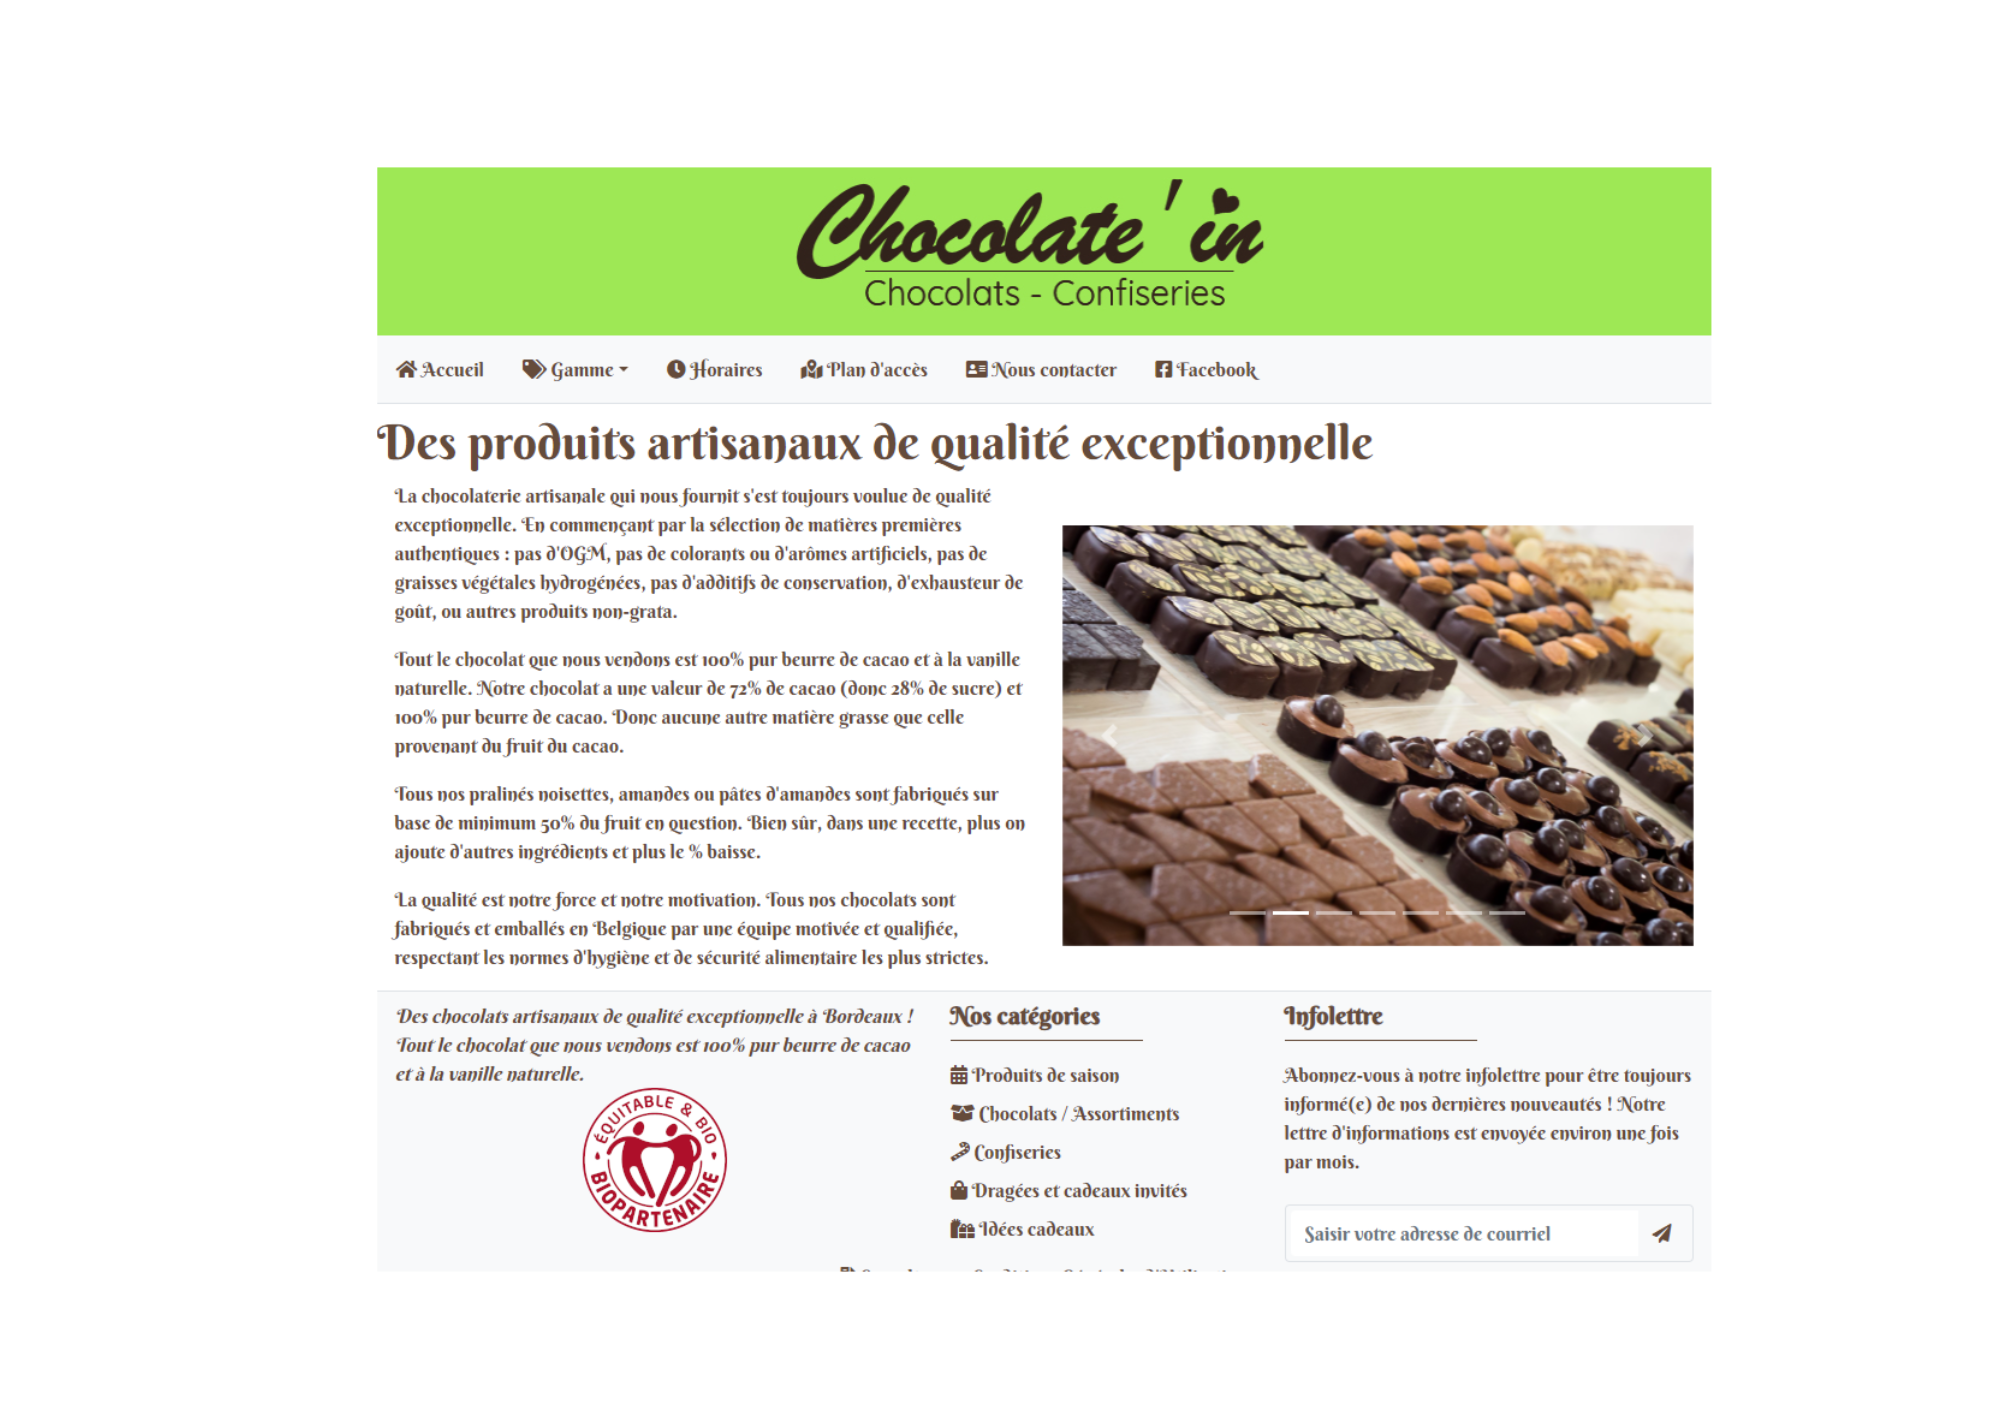 Chocolate'in
Chocolats - Confiseries
Accueil
Gamme
Horaires
Plan d'accès
Nous contacter
Facebook
Des produits artisanaux de qualité exceptionnelle
La chocolaterie artisanale qui nous fournit s'est toujours voulue de qualité
exceptionnelle. En commençant par la sélection de matières premières
authentiques : pas d'OGM, pas de colorants ou d'arômes artificiels, pas de
graisses végétales hydrogénées, pas d'additifs de conservation, d'exhausteur de
goût, ou autres produits non-grata.
Tout le chocolat que nous vendons est 100% pur beurre de cacao et à la vanille
naturelle. Notre chocolat a une valeur de 72% de cacao (donc 28% de sucre) et
100% pur beurre de cacao. Donc aucune autre matière grasse que celle
provenant du fruit du cacao.
Tous nos pralinés noisettes, amandes ou pâtes d'amandes sont fabriqués sur
base de minimum 50% du fruit en question. Bien sûr, dans une recette, plus on
ajoute d'autres ingrédients et plus le % baisse.
La qualité est notre force et notre motivation. Tous nos chocolats sont
fabriqués et emballés en Belgique par une équipe motivée et qualifiée,
respectant les normes d'hygiène et de sécurité alimentaire les plus strictes.
Des chocolats artisanaux de qualité exceptionnelle à Bordeaux !
Tout le chocolat que nous vendons est 100% pur beurre de cacao
et à la vanille naturelle.
ÉQUITABLE & BIO
BIOPARTENAIRE
Nos catégories
Produits de saison
Chocolats / Assortiments
Confiseries
Dragées et cadeaux invités
Idées cadeaux
Infolettre
Abonnez-vous à notre infolettre pour être toujours
informé(e) de nos dernières nouveautés ! Notre
lettre d'informations est envoyée environ une fois
par mois.
Saisir votre adresse de courriel